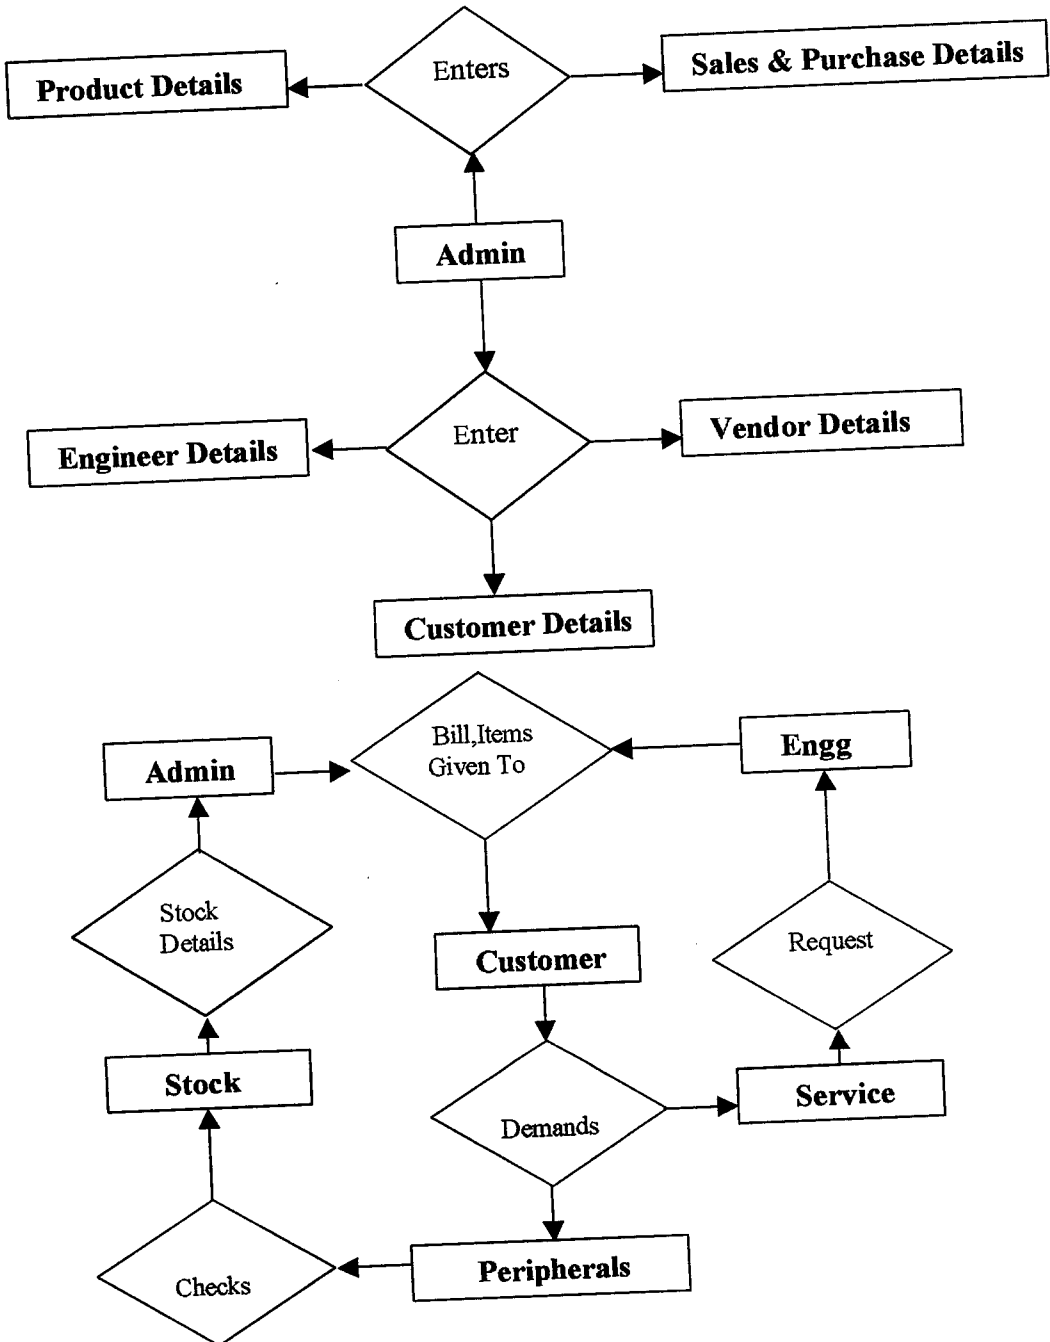 Enters
Sales & Purchase Details
Product Details
Admin
Enter
Vendor Details
Engineer Details
Customer Details
Bill,Items
Given To
Engg
Admin
Stock
Details
Request
Customer
Stock
Service
Demands
Peripherals
Checks